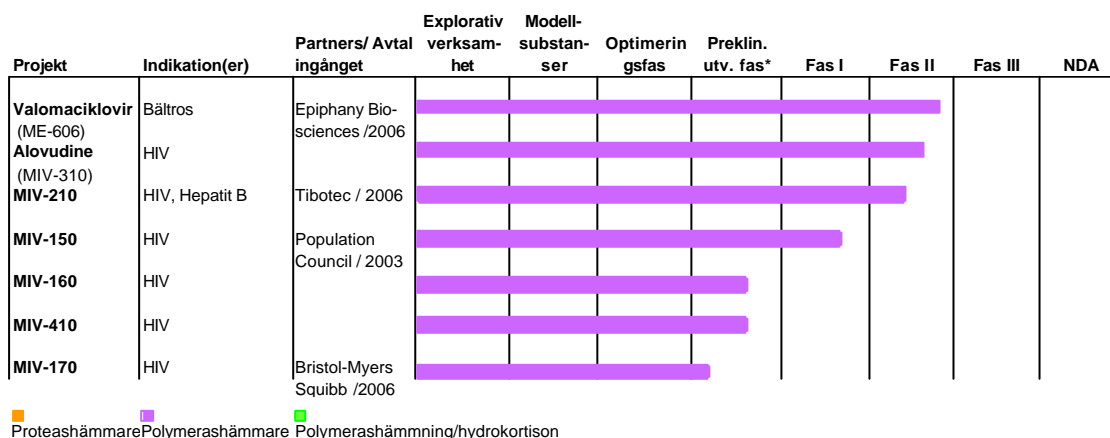 Explorativ Modell-
Partners/ Avtal verksam- substan- Optimerin Preklin.
Projekt Indikation(er) ingånget het ser gsfas utv. fas* Fas I Fas II Fas III NDA
Valomaciklovir Bältros Epiphany Bio-
(ME-606) sciences /2006
Alovudine HIV
(MIV-310)
MIV-210 HIV, Hepatit B Tibotec / 2006
MIV-150 HIV Population
Council / 2003
MIV-160 HIV
MIV-410 HIV
MIV-170 HIV Bristol-Myers
Squibb /2006
Proteashämmare Polymerashämmare Polymerashämmning/hydrokortison